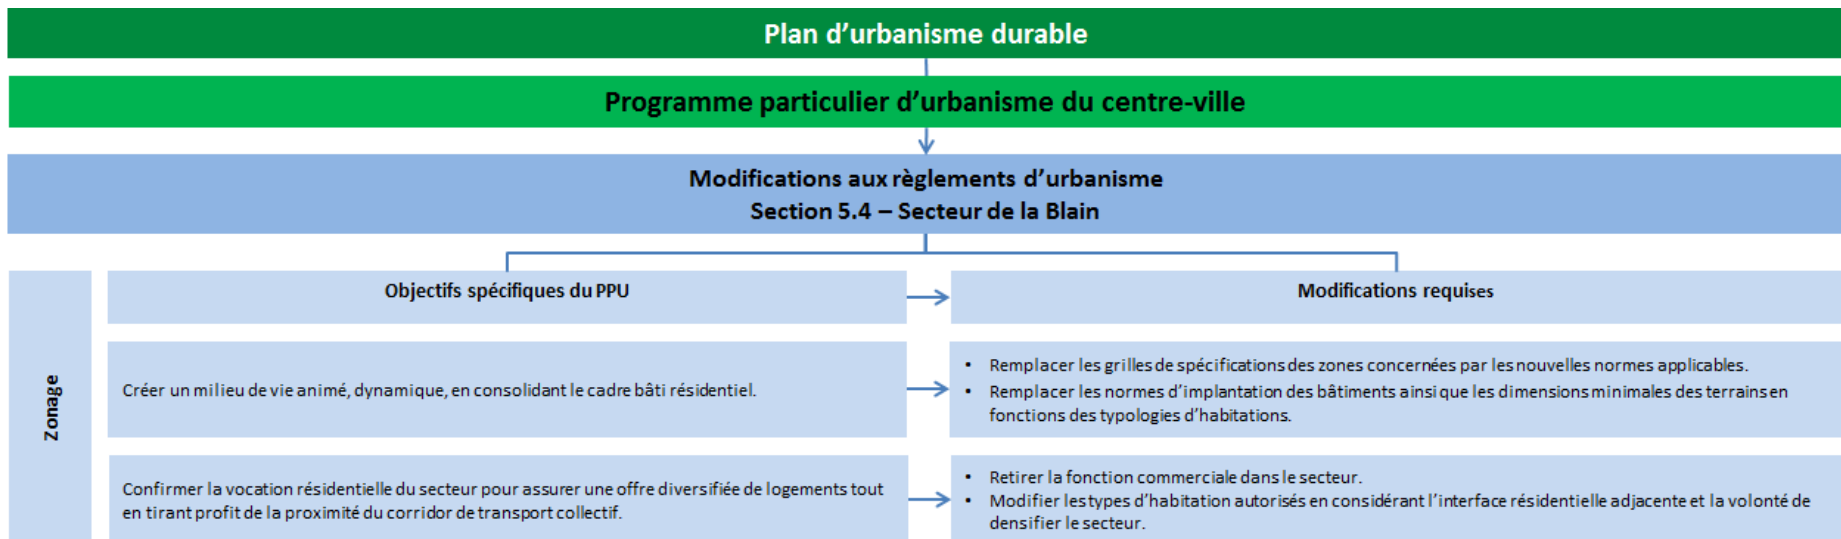 Plan d’urbanisme durable
Programme particulier d’urbanisme du centre-ville
Modifications aux règlements d’urbanisme
Section 5.4 – Secteur de la Blain
Zonage
Objectifs spécifiques du PPU
Modifications requises
Créer un milieu de vie animé, dynamique, en consolidant le cadre bâti résidentiel.
• Remplacer les grilles de spécifications des zones concernées par les nouvelles normes applicables.
• Remplacer les normes d’implantation des bâtiments ainsi que les dimensions minimales des terrains en
fonctions des typologies d’habitations.
Confirmer la vocation résidentielle du secteur pour assurer une offre diversifiée de logements tout
en tirant profit de la proximité du corridor de transport collectif.
• Retirer la fonction commerciale dans le secteur.
• Modifier les types d’habitation autorisés en considérant l’interface résidentielle adjacente et la volonté de
densifier le secteur.